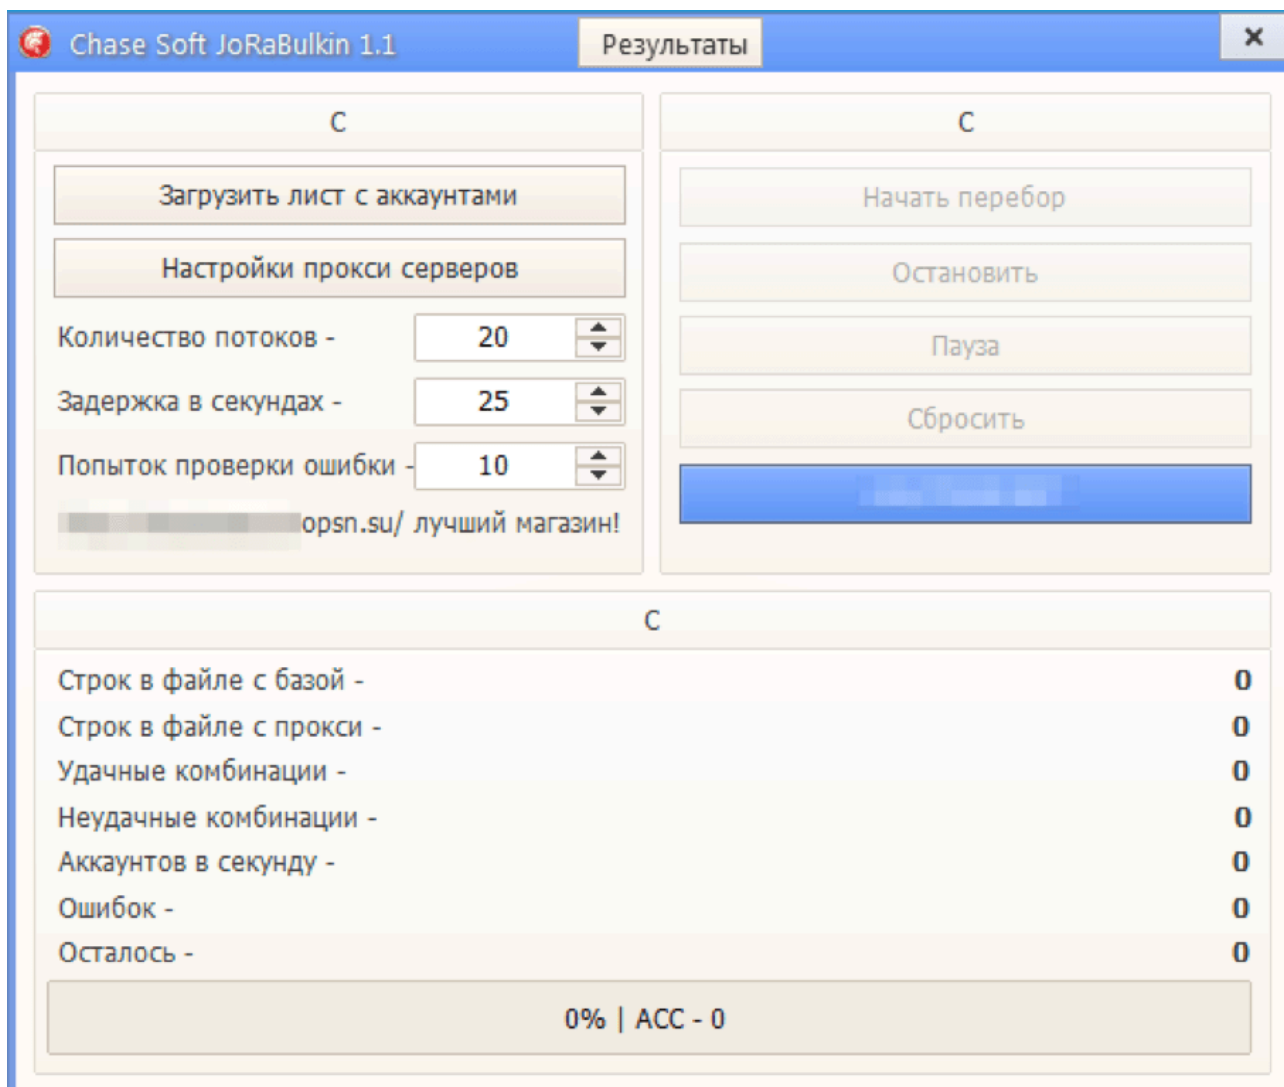 Chase Soft JoRaBulkin 1.1
Результаты
С
Загрузить лист с аккаунтами
Настройки прокси серверов
Количество потоков - 20
Задержка в секундах - 25
Попыток проверки ошибки - 10
opsn.su/ лучший магазин!
С
Начать перебор
Остановить
Пауза
Сбросить
С
Строк в файле с базой - 0
Строк в файле с прокси - 0
Удачные комбинации - 0
Неудачные комбинации - 0
Аккаунтов в секунду - 0
Ошибок - 0
Осталось - 0
0% | ACC - 0